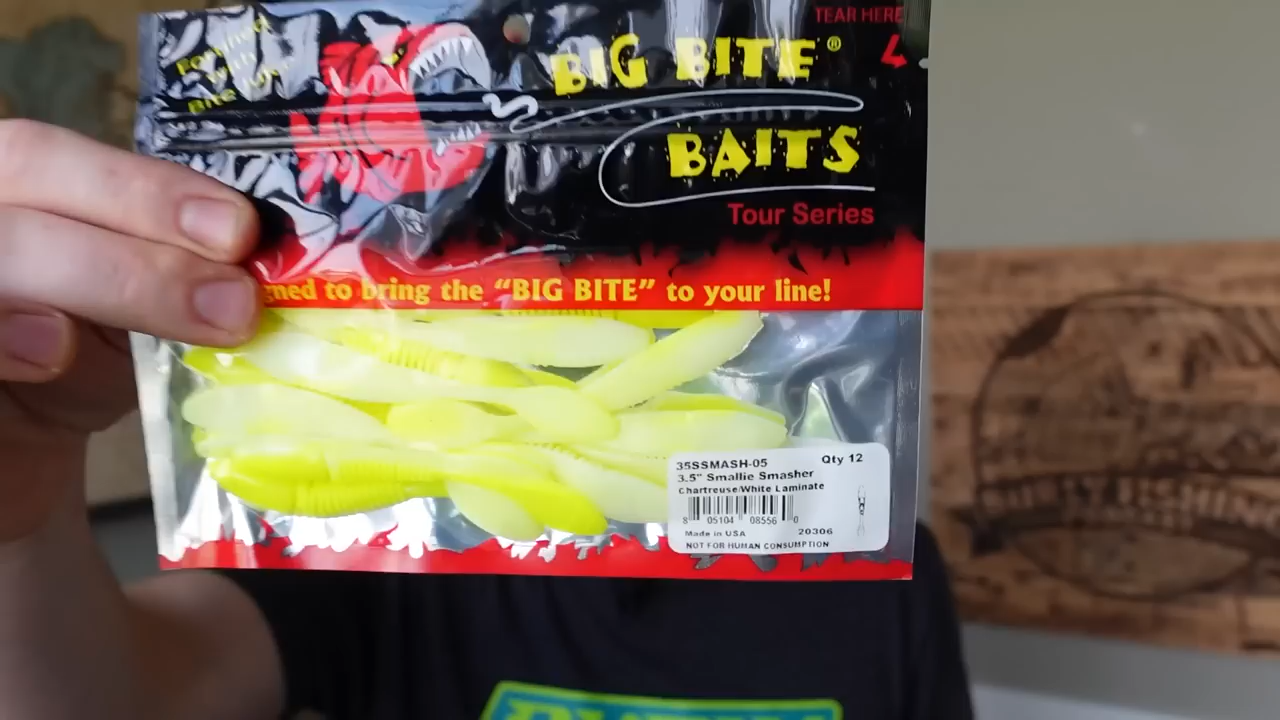 TEAR HERE
BIG BITE®
BAITS
Tour Series
ned to bring the “BIG BITE” to your line!
35SSMASH-05 Qty 12
3.5" Smallie Smasher
Chartreuse/White Laminate
8 05104 08556 0
Made in USA 20306
NOT FOR HUMAN CONSUMPTION